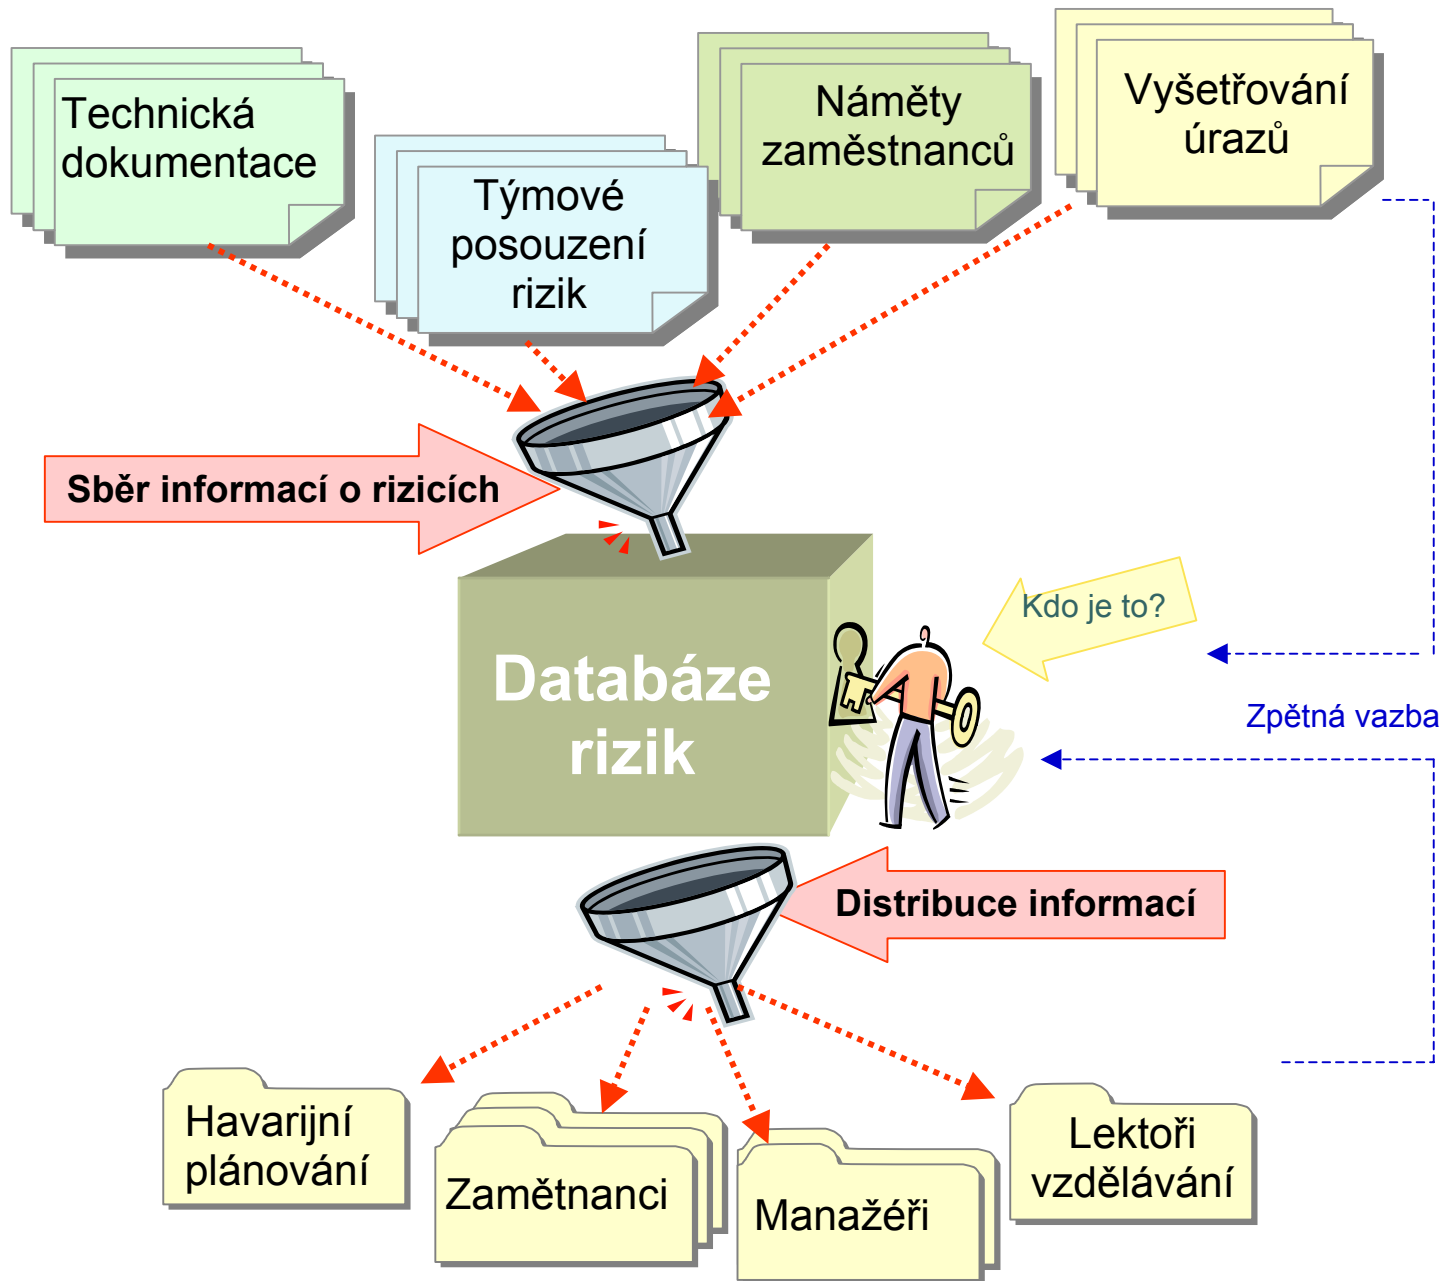 Technická
dokumentace
Týmové
posouzení
rizik
Náměty
zaměstnanců
Vyšetřování
úrazů
Sběr informací o rizicích
Kdo je to?
Databáze
rizik
Zpětná vazba
Distribuce informací
Havarijní
plánování
Zamětnanci
Manažéři
Lektoři
vzdělávání